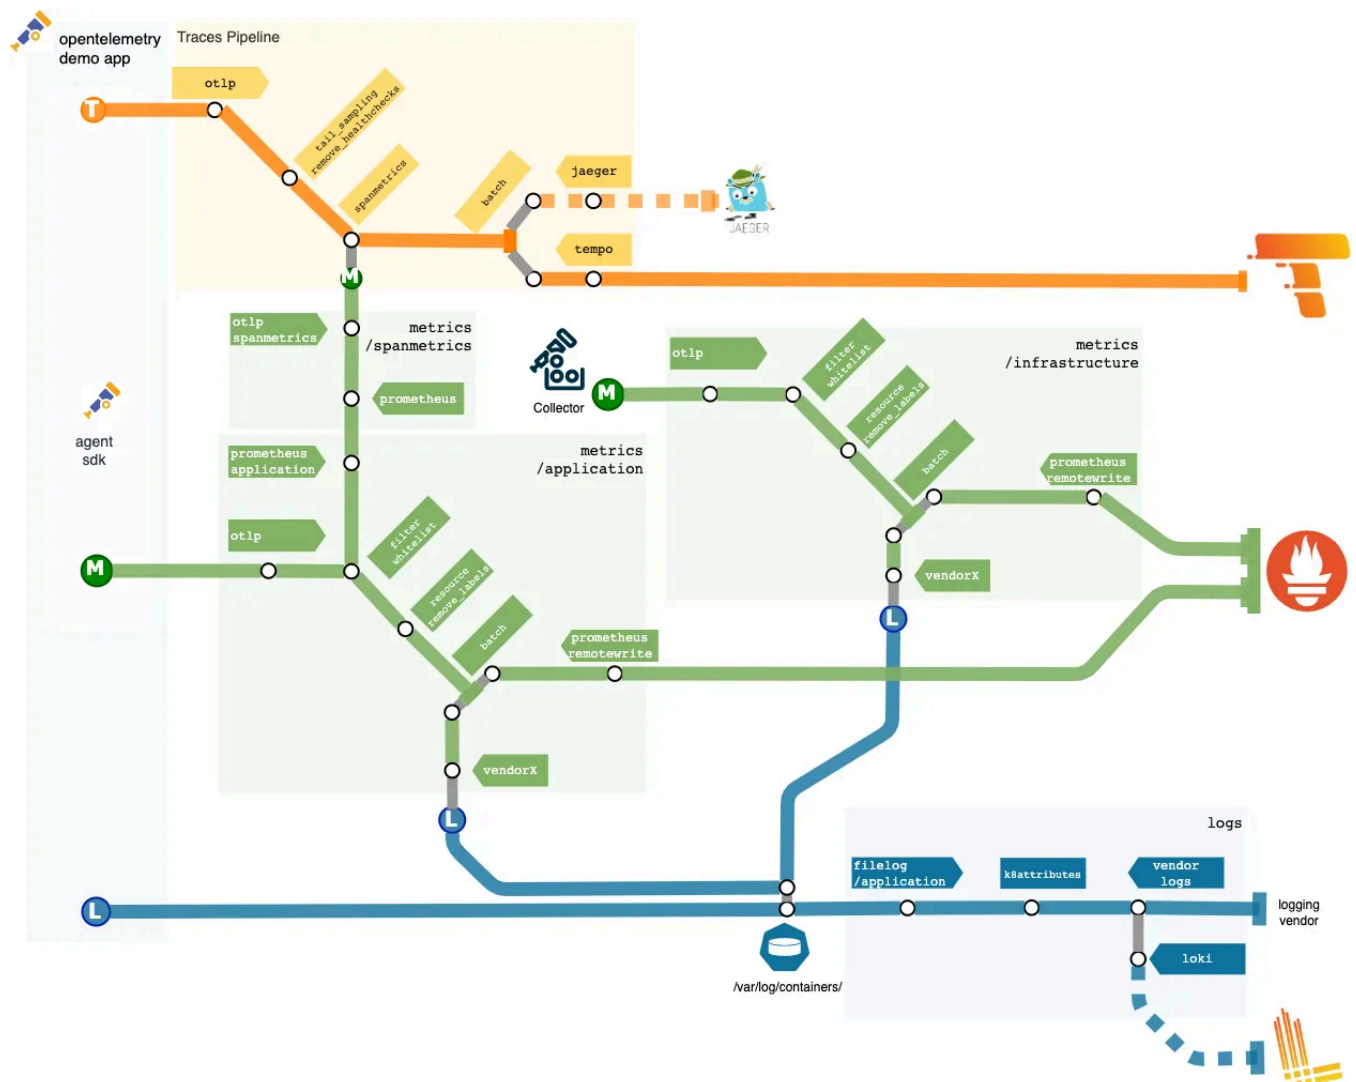 opentelemetry
demo app
Traces Pipeline
otlp
T
tail_sampling
remove_healthchecks
spanmetrics
batch
jaeger
JAEGER
tempo
M
otlp
spanmetrics
metrics
/spanmetrics
prometheus
agent
sdk
Collector
M
otlp
filter
whitelist
resource
remove_labels
batch
metrics
/infrastructure
prometheus
remotewrite
vendorX
L
prometheus
application
metrics
/application
otlp
M
filter
whitelist
resource
remove_labels
batch
prometheus
remotewrite
vendorX
L
logs
filelog
/application
k8attributes
vendor
logs
L
logging
vendor
loki
/var/log/containers/